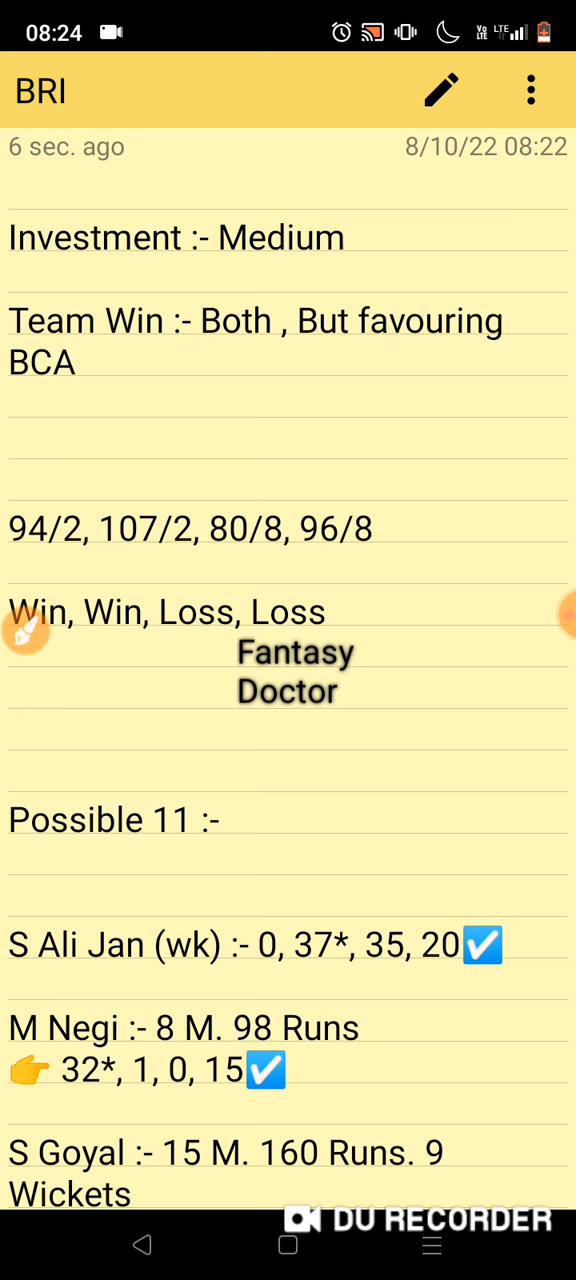 08:24
Vo LTE LTE
BRI
6 sec. ago 8/10/22 08:22
Investment :- Medium
Team Win :- Both , But favouring
BCA
94/2, 107/2, 80/8, 96/8
Win, Win, Loss, Loss
Fantasy
Doctor
Possible 11 :-
S Ali Jan (wk) :- 0, 37*, 35, 20☑️
M Negi :- 8 M. 98 Runs
👉 32*, 1, 0, 15☑️
S Goyal :- 15 M. 160 Runs. 9
Wickets
DU RECORDER